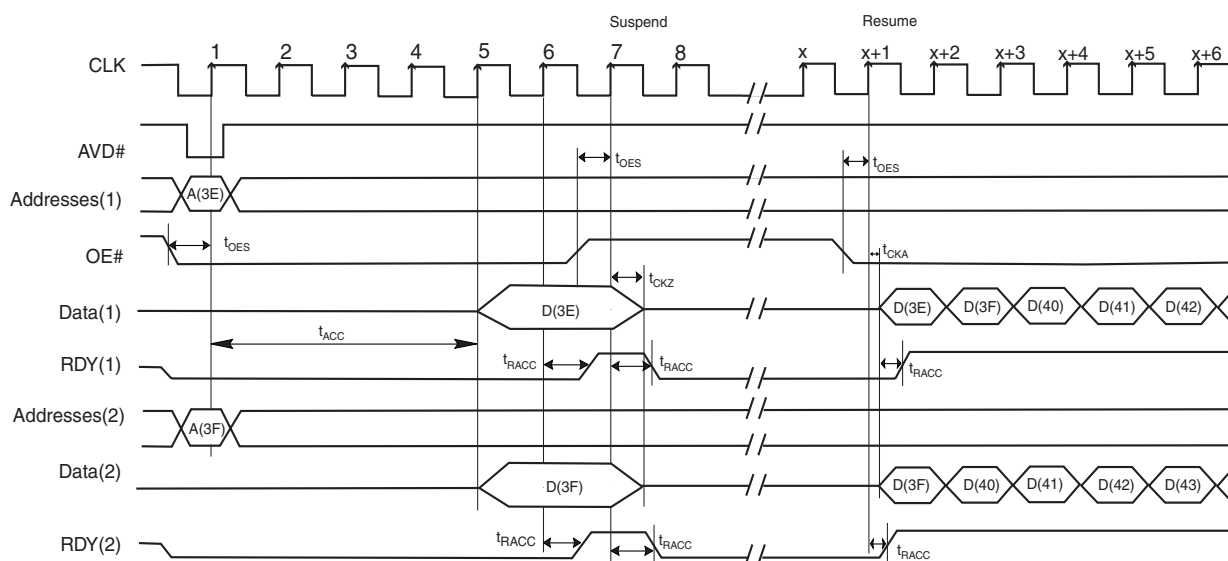 Suspend Resume
CLK 1 2 3 4 5 6 7 8 x x+1 x+2 x+3 x+4 x+5 x+6
AVD#
tOES tOES
Addresses(1) A(3E)
OE# tOES
tCKA
tCKZ
Data(1) D(3E) D(3E) D(3F) D(40) D(41) D(42)
tACC
RDY(1) tRACC tRACC tRACC
Addresses(2) A(3F)
Data(2) D(3F) D(3F) D(40) D(41) D(42) D(43)
RDY(2) tRACC tRACC tRACC